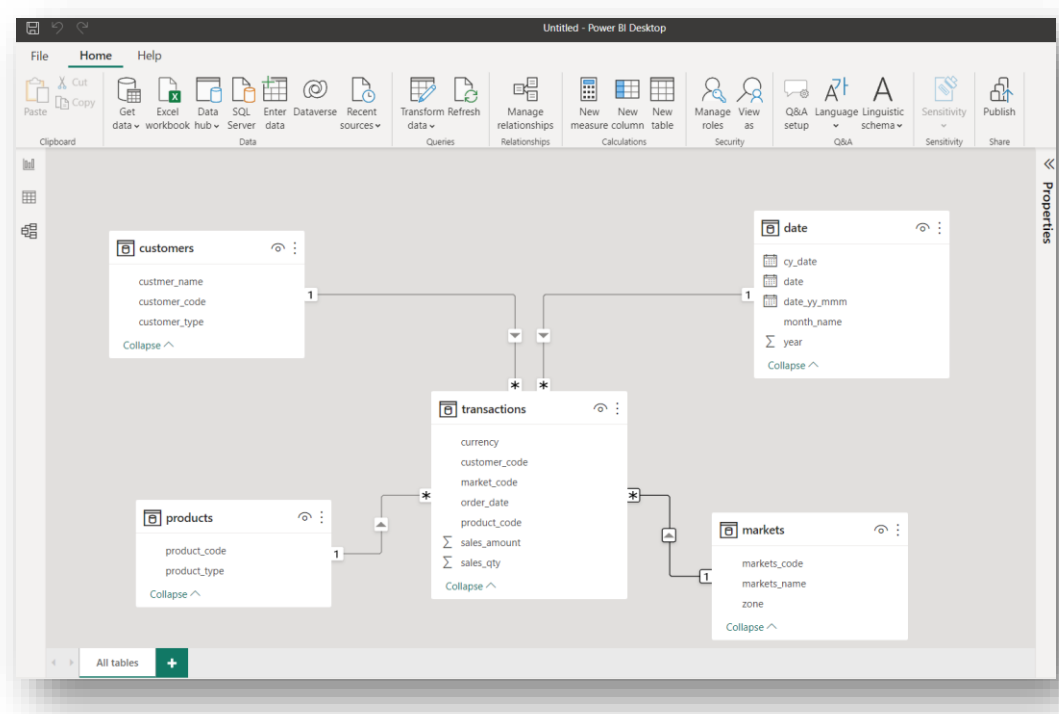 Untitled - Power BI Desktop
File Home Help
Paste
Cut
Copy
Get data
Excel workbook
Data hub
SQL Server
Enter data
Dataverse
Recent sources
Transform data
Refresh
Manage relationships
New measure
New column
New table
Manage roles
View as
Q&A setup
Language
Linguistic schema
Sensitivity
Publish
Clipboard
Data
Queries
Relationships
Calculations
Security
Q&A
Sensitivity
Share
Properties
customers
custmer_name
customer_code
customer_type
Collapse
1
date
cy_date
date
date_yy_mmm
month_name
Σ year
Collapse
1
*
*
transactions
currency
customer_code
market_code
order_date
product_code
Σ sales_amount
Σ sales_qty
Collapse
*
*
products
product_code
product_type
Collapse
1
markets
markets_code
markets_name
zone
Collapse
1
All tables
+